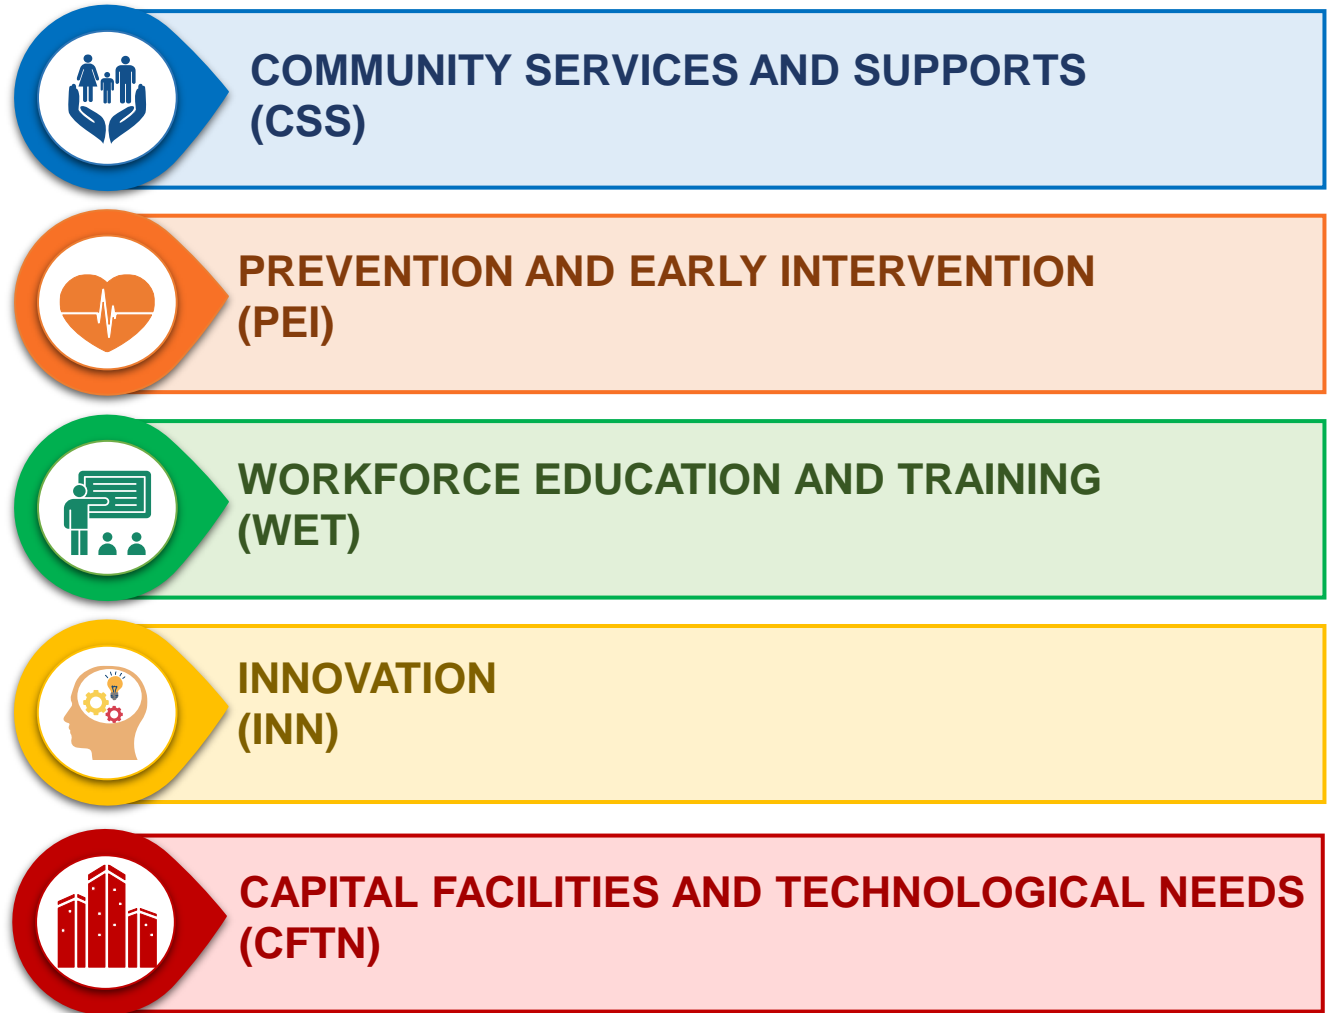 COMMUNITY SERVICES AND SUPPORTS
(CSS)
PREVENTION AND EARLY INTERVENTION
(PEI)
WORKFORCE EDUCATION AND TRAINING
(WET)
INNOVATION
(INN)
CAPITAL FACILITIES AND TECHNOLOGICAL NEEDS
(CFTN)